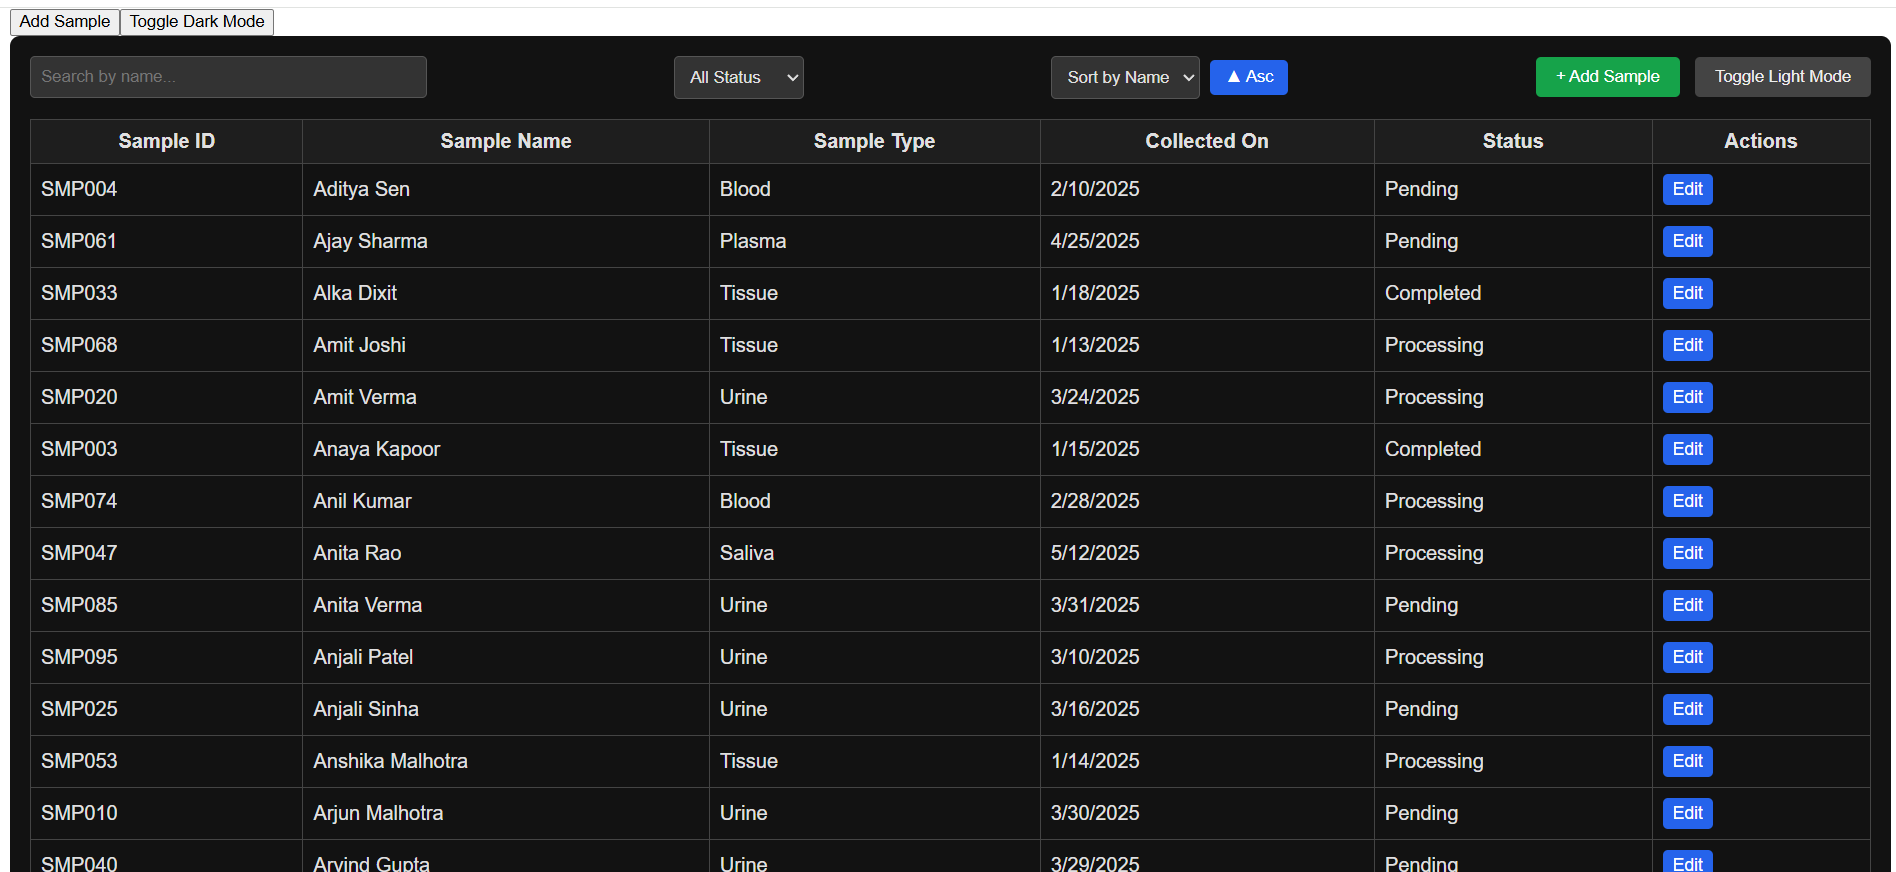 Add Sample Toggle Dark Mode
Search by name... All Status Sort by Name ▲ Asc + Add Sample Toggle Light Mode
Sample ID Sample Name Sample Type Collected On Status Actions
SMP004 Aditya Sen Blood 2/10/2025 Pending Edit
SMP061 Ajay Sharma Plasma 4/25/2025 Pending Edit
SMP033 Alka Dixit Tissue 1/18/2025 Completed Edit
SMP068 Amit Joshi Tissue 1/13/2025 Processing Edit
SMP020 Amit Verma Urine 3/24/2025 Processing Edit
SMP003 Anaya Kapoor Tissue 1/15/2025 Completed Edit
SMP074 Anil Kumar Blood 2/28/2025 Processing Edit
SMP047 Anita Rao Saliva 5/12/2025 Processing Edit
SMP085 Anita Verma Urine 3/31/2025 Pending Edit
SMP095 Anjali Patel Urine 3/10/2025 Processing Edit
SMP025 Anjali Sinha Urine 3/16/2025 Pending Edit
SMP053 Anshika Malhotra Tissue 1/14/2025 Processing Edit
SMP010 Arjun Malhotra Urine 3/30/2025 Pending Edit
SMP040 Arvind Gupta Urine 3/29/2025 Pending Edit